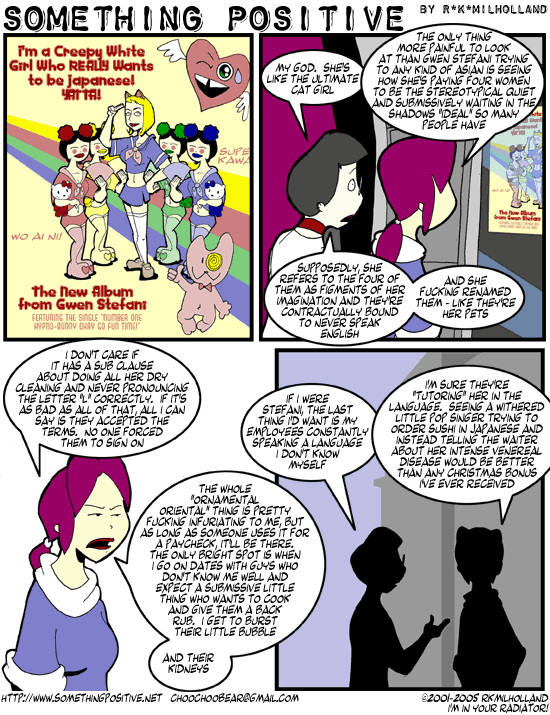 SOMETHING POSITIVE BY R*K*MILHOLLAND
I'm a Creepy White
Girl Who REALLY Wants
to be Japanese!
YATTA!
SUPE
KAWA
WO AI NI!
The New Album
from Gwen Stefani
FEATURING THE SINGLE "NUMBER ONE
HYPNO-BONNY OKAY GO FUN TIME!"
MY GOD. SHE'S
LIKE THE ULTIMATE
CAT GIRL
THE ONLY THING
MORE PAINFUL TO LOOK
AT THAN GWEN STEFANI TRYING
TO ANY KIND OF ASIAN IS SEEING
HOW SHE'S PAYING FOUR WOMEN
TO BE THE STEREOTYPICAL QUIET
AND SUBMISSIVELY WAITING IN THE
SHADOWS "IDEAL" SO MANY
PEOPLE HAVE
The New Album
from Gwen Stefani
SUPPOSEDLY, SHE
REFERS TO THE FOUR OF
THEM AS FIGMENTS OF HER
IMAGINATION AND THEY'RE
CONTRACTUALLY BOUND
TO NEVER SPEAK
ENGLISH
AND SHE
FUCKING RENAMED
THEM - LIKE THEY'RE
HER PETS
I DON'T CARE IF
IT HAS A SUB CLAUSE
ABOUT DOING ALL HER DRY
CLEANING AND NEVER PRONOUNCING
THE LETTER "L" CORRECTLY. IF IT'S
AS BAD AS ALL OF THAT, ALL I CAN
SAY IS THEY ACCEPTED THE
TERMS. NO ONE FORCED
THEM TO SIGN ON
THE WHOLE
"ORNAMENTAL
ORIENTAL" THING IS PRETTY
FUCKING INFURIATING TO ME, BUT
AS LONG AS SOMEONE USES IT FOR
A PAYCHECK, IT'LL BE THERE.
THE ONLY BRIGHT SPOT IS WHEN
I GO ON DATES WITH GUYS WHO
DON'T KNOW ME WELL AND
EXPECT A SUBMISSIVE LITTLE
THING WHO WANTS TO COOK
AND GIVE THEM A BACK
RUB. I GET TO BURST
THEIR LITTLE BUBBLE
AND THEIR
KIDNEYS
IF I WERE
STEFANI, THE LAST
THING I'D WANT IS MY
EMPLOYEES CONSTANTLY
SPEAKING A LANGUAGE
I DON'T KNOW
MYSELF
I'M SURE THEY'RE
"TUTORING" HER IN THE
LANGUAGE. SEEING A WITHERED
LITTLE POP SINGER TRYING TO
ORDER SUSHI IN JAPANESE AND
INSTEAD TELLING THE WAITER
ABOUT HER INTENSE VENEREAL
DISEASE WOULD BE BETTER
THAN ANY CHRISTMAS BONUS
I'VE EVER RECEIVED
HTTP://WWW.SOMETHINGPOSITIVE.NET CHOOCHOOBEAR@GMAIL.COM
©2001-2005 RKMILHOLLAND
I'M IN YOUR RADIATOR!